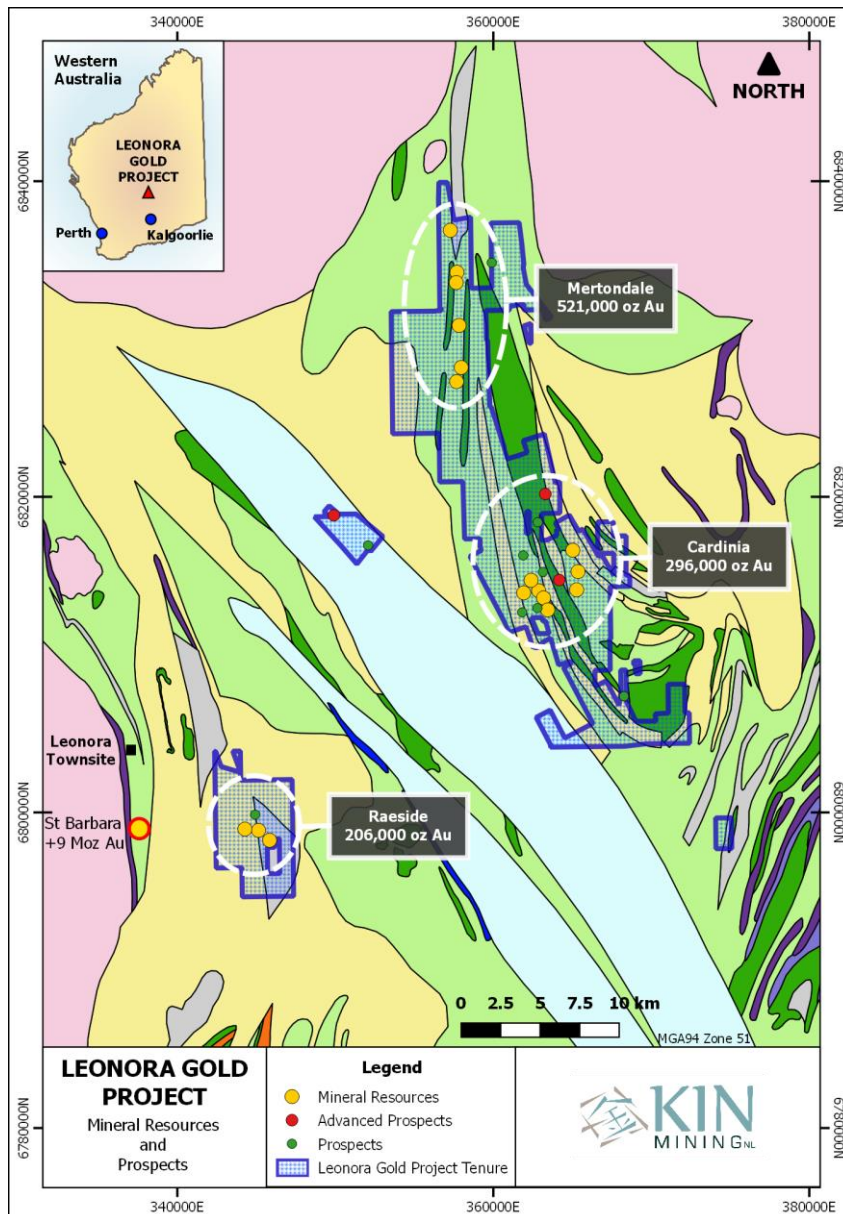 340000E
360000E
380000E
Western
Australia
LEONORA
GOLD
PROJECT
Perth
Kalgoorlie
NORTH
6840000N
6840000N
Mertondale
521,000 oz Au
6820000N
6820000N
Cardinia
296,000 oz Au
Leonora
Townsite
St Barbara
+9 Moz Au
Raeside
206,000 oz Au
6800000N
6800000N
0 2.5 5 7.5 10 km
MGA94 Zone 51
LEONORA GOLD
PROJECT
Mineral Resources
and
Prospects
Legend
Mineral Resources
Advanced Prospects
Prospects
Leonora Gold Project Tenure
KIN
MINING NL
6780000N
6780000N
340000E
360000E
380000E